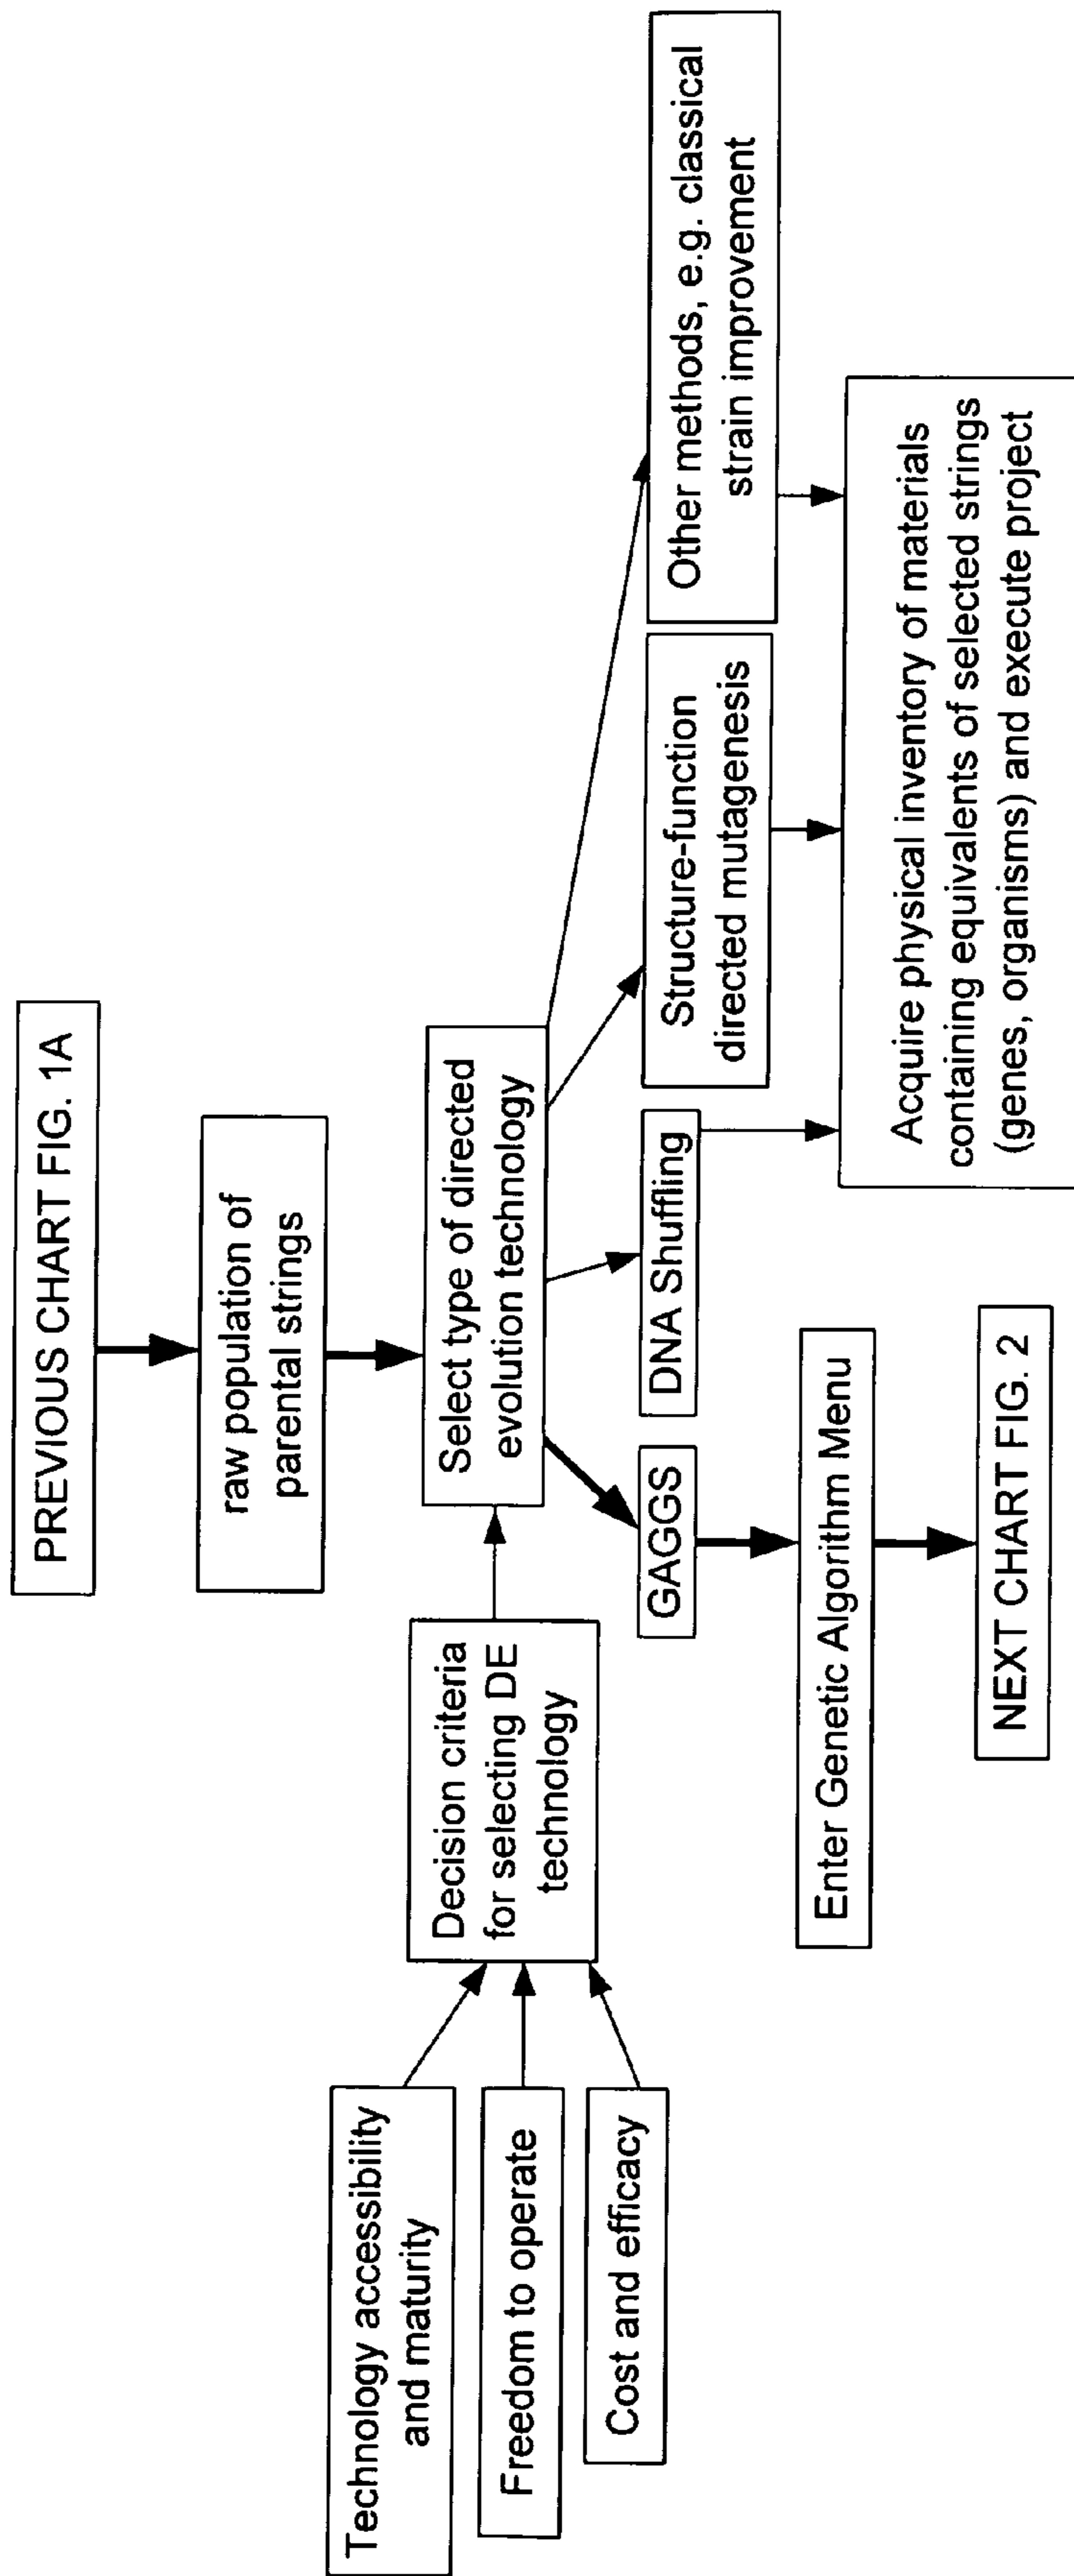 PREVIOUS CHART FIG. 1A
raw population of
parental strings
Technology accessibility
and maturity
Freedom to operate
Cost and efficacy
Decision criteria
for selecting DE
technology
Select type of directed
evolution technology
GAGGS
DNA Shuffling
Structure-function
directed mutagenesis
Other methods, e.g. classical
strain improvement
Enter Genetic Algorithm Menu
NEXT CHART FIG. 2
Acquire physical inventory of materials
containing equivalents of selected strings
(genes, organisms) and execute project